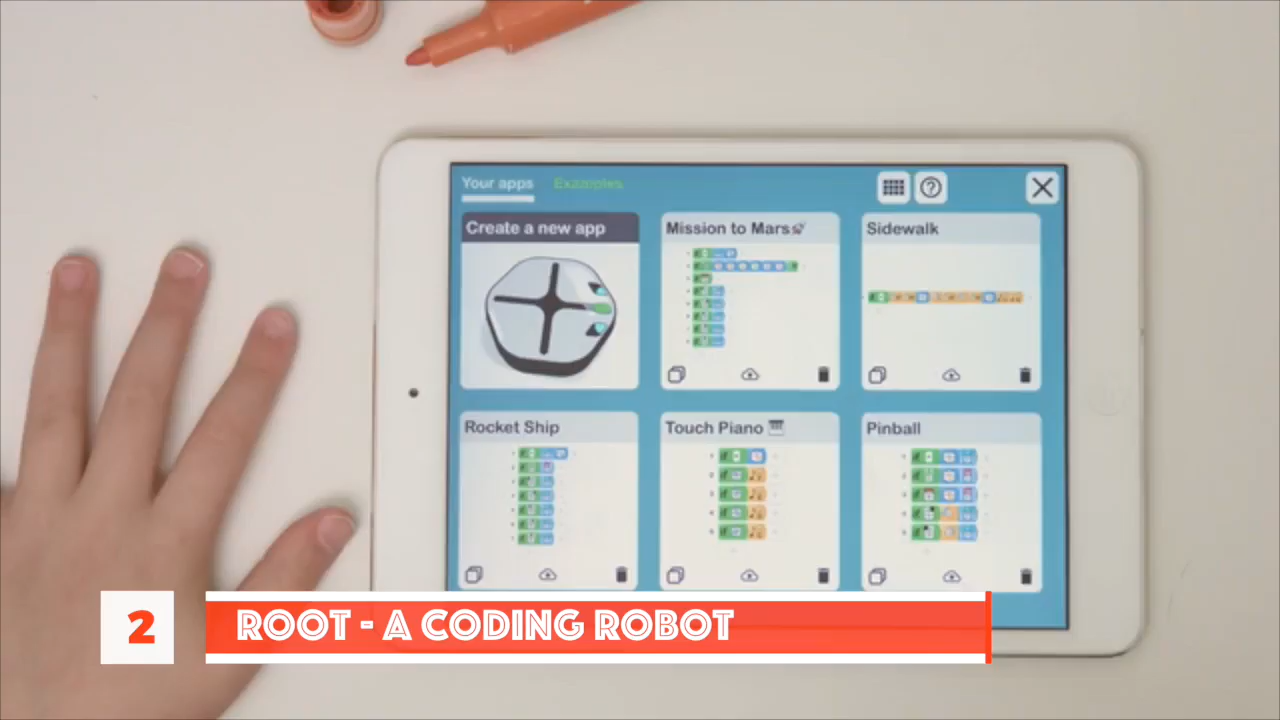 Your apps Examples
Create a new app
Mission to Mars
Sidewalk
Rocket Ship
Touch Piano
Pinball
2
ROOT - A CODING ROBOT